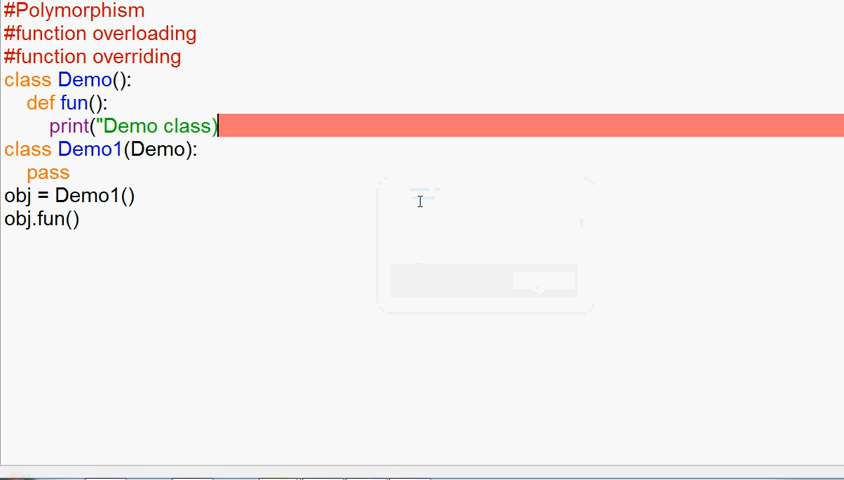 #Polymorphism
#function overloading
#function overriding
class Demo():
    def fun():
        print("Demo class)
class Demo1(Demo):
    pass
obj = Demo1()
obj.fun()